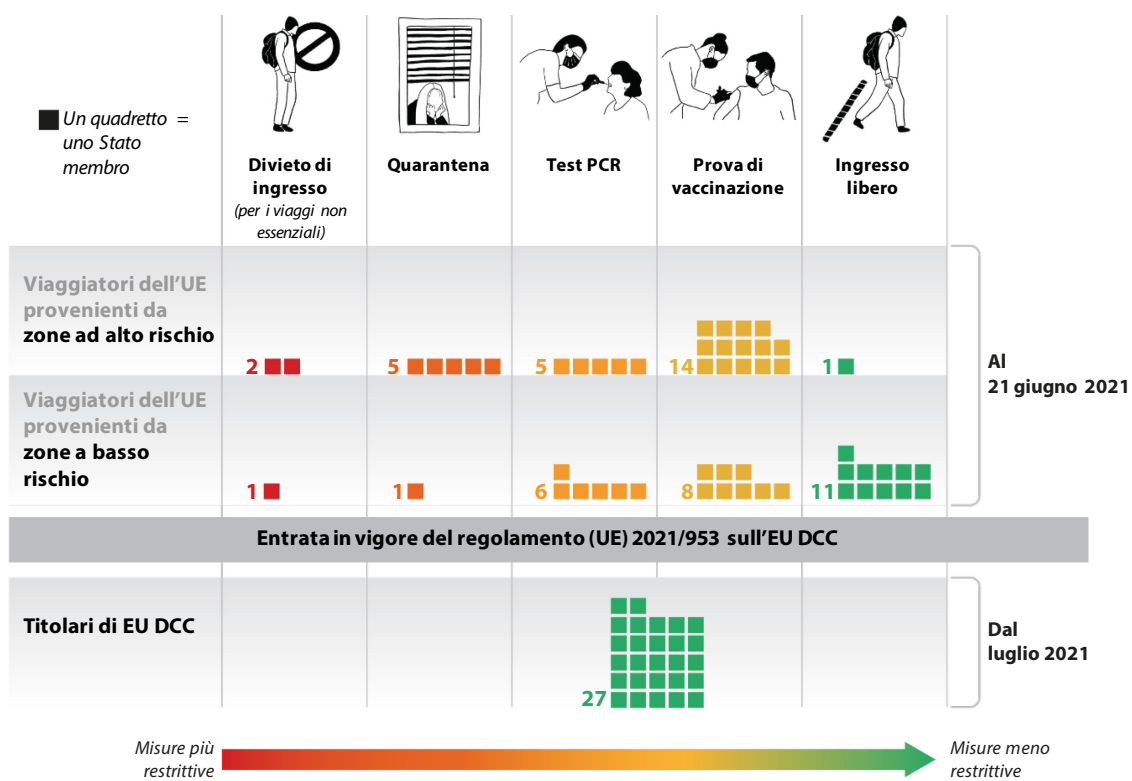 Un quadretto =
uno Stato
membro
Divieto di
ingresso
(per i viaggi non
essenziali)
Quarantena
Test PCR
Prova di
vaccinazione
Ingresso
libero
Viaggiatori dell'UE
provenienti da
zone ad alto rischio
2
5
5
14
1
Al
21 giugno 2021
Viaggiatori dell'UE
provenienti da
zone a basso
rischio
1
1
6
8
11
Entrata in vigore del regolamento (UE) 2021/953 sull'EU DCC
Titolari di EU DCC
27
Dal
luglio 2021
Misure più
restrittive
Misure meno
restrittive